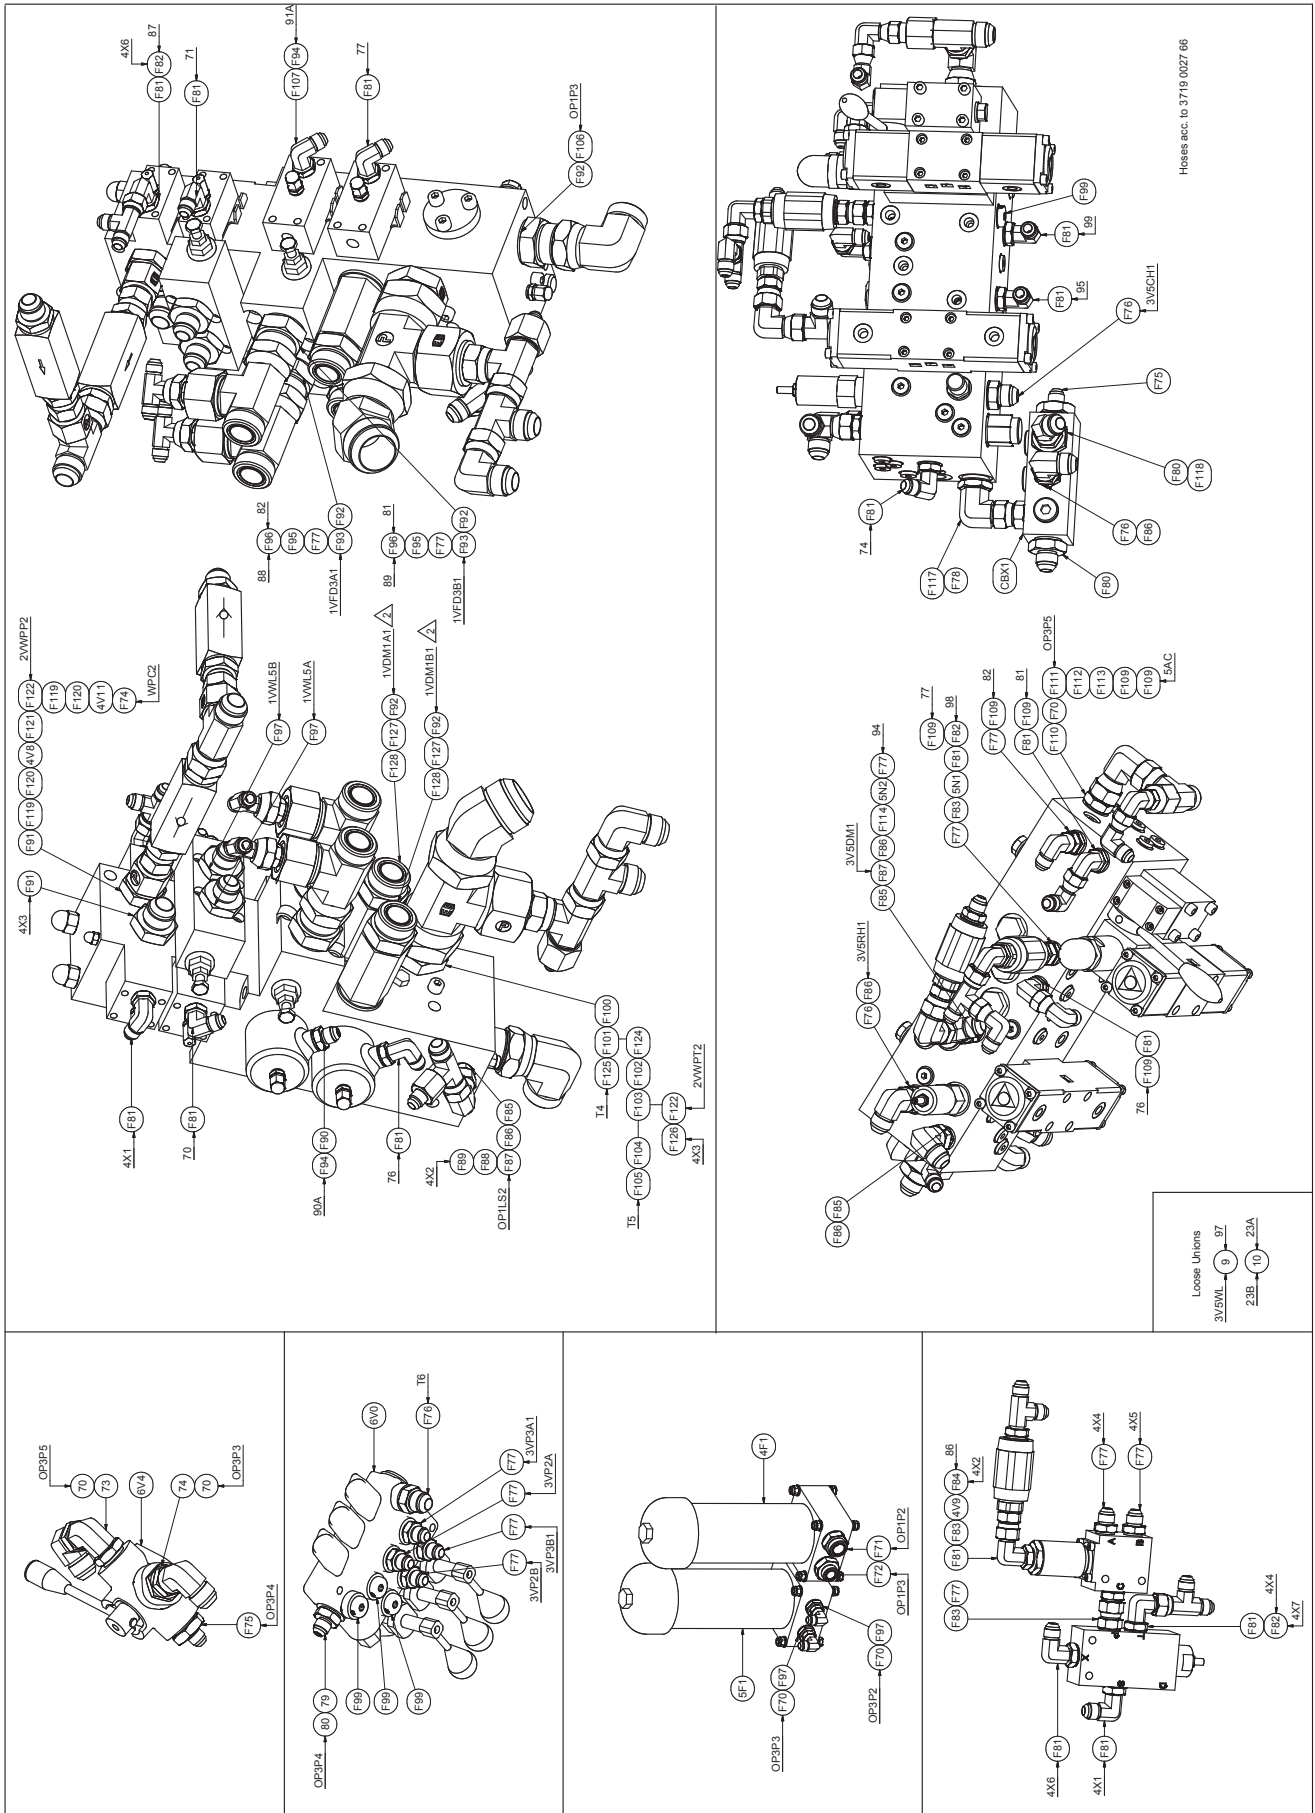 4X6
87
F81 F82
71
F81
91A
F107 F94
77
F81
OP1P3
F92 F106
82
F96 F95 F77 F93 F92
88
1VFD3A1
81
F96 F95 F77 F93 F92
89
1VFD3B1
2VWPP2
F91 F119 F120 4V8 F121 F122
F119
F120
4V11
F74
WPC2
4X3
F91
1VWL5B
F97
1VWL5A
F97
1VDM1A1 2
F128 F127 F92
1VDM1B1 2
F128 F127 F92
F81
4X1
F81
70
F94 F90
90A
F81
76
4X2
F89 F88 F87 F86 F85
OP1LS2
T4
F125 F101 F100
F105 F104 F103 F102 F124
T5
F126 F122
2VWPT2
4X3
Hoses acc. to 3719 0027 66
F99
F81
99
F81
95
F76
3V5CH1
F75
F80
F118
F76
F86
F80
CBX1
F117
F78
F81
74
OP3P5
F110 F70 F111
F112
F113
F109
F109
5AC
82
F77 F109
81
F81 F109
77
F109
98
F77 F83 5N1 F81 F82
94
F85 F87 F86 F114 5N2 F77
3V5DM1
3V5RH1
F76 F86
F86 F85
F109 F81
76
Loose Unions
3V5WL 9 97
23B 10 23A
OP3P5
70
73
6V4
74
70
OP3P3
F75
OP3P4
T6
F76
6V0
F77
3VP3A1
F77
3VP2A
F77
3VP3B1
F77
3VP2B
80 79
OP3P4
F99
F99
F99
4F1
5F1
F71
OP1P2
F72
OP1P3
F70 F97
OP3P3
F70 F97
OP3P2
86
F81 F83 4V9 F84
4X2
4X4
F77
4X5
F77
F83 F77
A
B
X
F81
4X6
F81
4X1
F81
F82
4X4
4X7